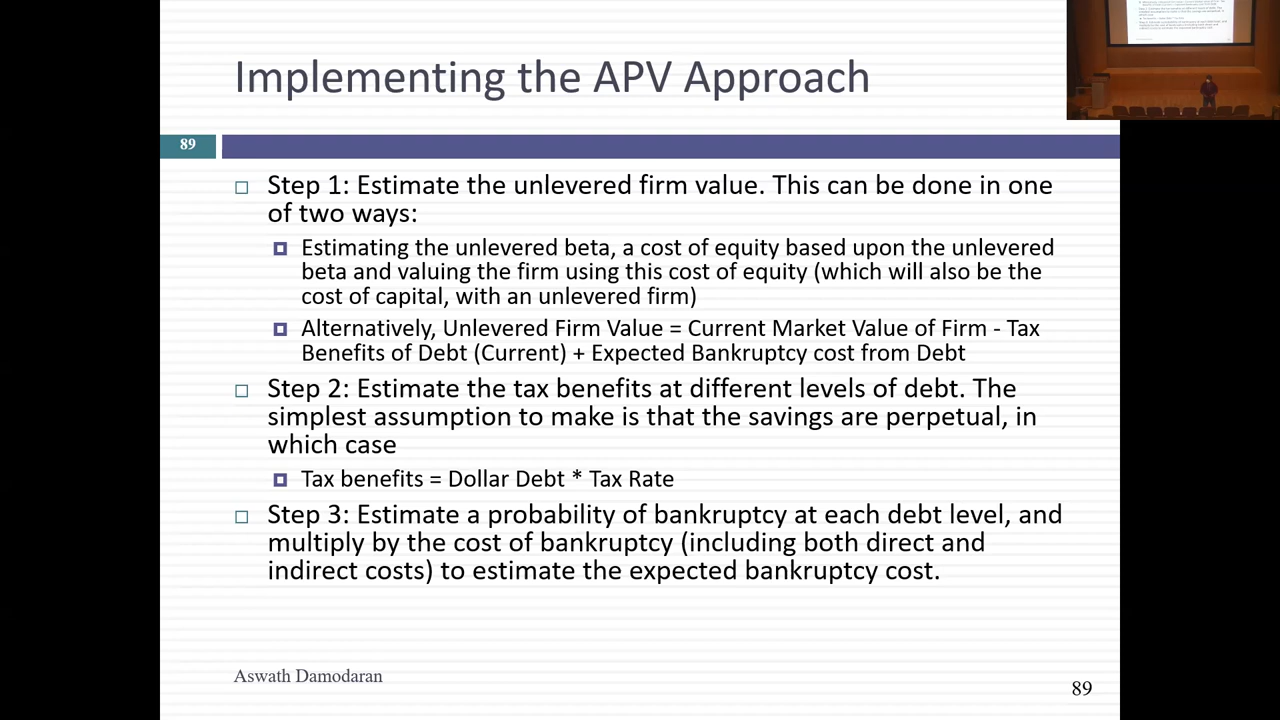 Implementing the APV Approach
89
Step 1: Estimate the unlevered firm value. This can be done in one
of two ways:
Estimating the unlevered beta, a cost of equity based upon the unlevered
beta and valuing the firm using this cost of equity (which will also be the
cost of capital, with an unlevered firm)
Alternatively, Unlevered Firm Value = Current Market Value of Firm - Tax
Benefits of Debt (Current) + Expected Bankruptcy cost from Debt
Step 2: Estimate the tax benefits at different levels of debt. The
simplest assumption to make is that the savings are perpetual, in
which case
Tax benefits = Dollar Debt * Tax Rate
Step 3: Estimate a probability of bankruptcy at each debt level, and
multiply by the cost of bankruptcy (including both direct and
indirect costs) to estimate the expected bankruptcy cost.
Aswath Damodaran
89